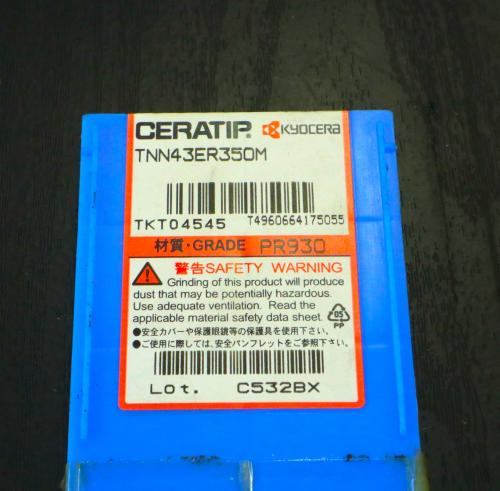 CERATIP. KYOCERA
TNN43ER350M
TKT04545 T4960664175055
材質・GRADE PR930
警告SAFETY WARNING
Grinding of this product will produce
dust that may be potentially hazardous.
Use adequate ventilation. Read the
applicable material safety data sheet
05
PP
●安全カバーや保護眼鏡等の保護具を使用下さい。
●ご使用に際しては,安全パンフレットをご参照下さい。
Lot. C532BX